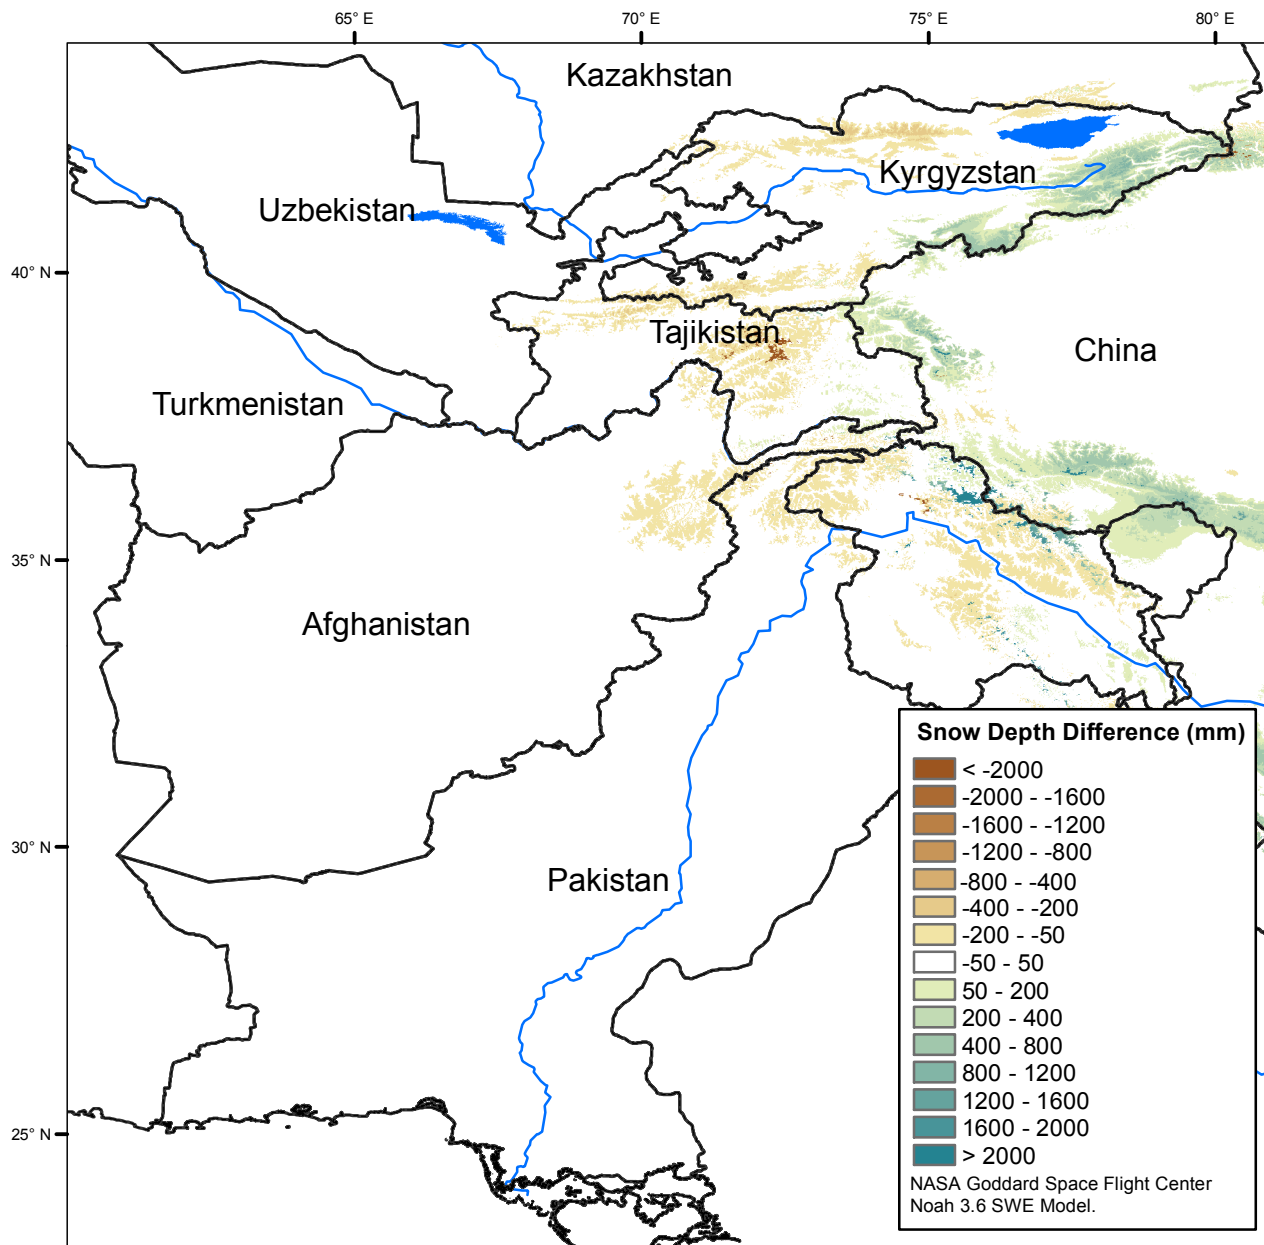 65° E
70° E
75° E
80° E
Kazakhstan
Kyrgyzstan
Uzbekistan
40° N
Tajikistan
China
Turkmenistan
35° N
Afghanistan
30° N
Pakistan
25° N
Snow Depth Difference (mm)
< -2000
-2000 - -1600
-1600 - -1200
-1200 - -800
-800 - -400
-400 - -200
-200 - -50
-50 - 50
50 - 200
200 - 400
400 - 800
800 - 1200
1200 - 1600
1600 - 2000
> 2000
NASA Goddard Space Flight Center
Noah 3.6 SWE Model.